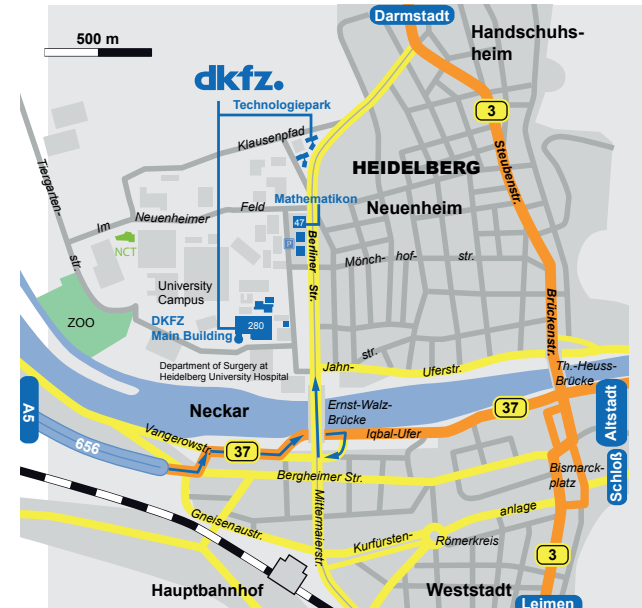 Darmstadt
500 m
Handschuhs-
heim
dkfz.
Technologiepark
3
Klausenpfad
Steubenstr.
HEIDELBERG
Tiergarten-
str.
Mathematikon
Im Neuenheimer Feld
Neuenheim
47
P
Berliner Str.
NCT
Mönch- hof- str.
University
Campus
Brückenstr.
ZOO
DKFZ
Main Building
280
Department of Surgery at
Heidelberg University Hospital
Jahn- str.
Uferstr.
Th.-Heuss-
Brücke
A5
Neckar
Ernst-Walz-
Brücke
37
Altstadt
Schloß
Vangerowstr.
37
Iqbal-Ufer
656
Bergheimer Str.
Bismarck-
platz
Gneisenaustr.
Mittermaierstr.
Kurfürsten- anlage
Römerkreis
3
Hauptbahnhof
Weststadt
Leimen